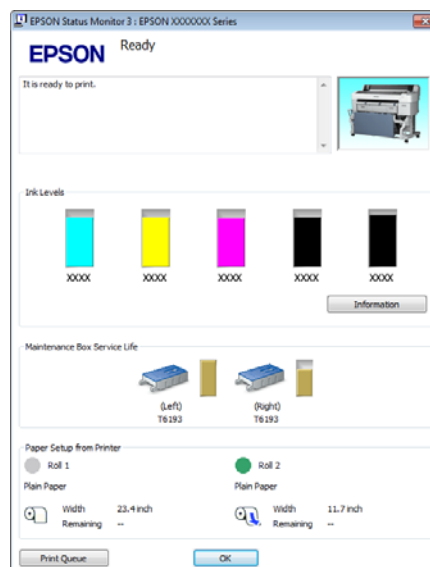 EPSON Status Monitor 3 : EPSON XXXXXXX Series
EPSON
Ready
It is ready to print.
Ink Levels
XXXX XXXX XXXX XXXX XXXX
Information
Maintenance Box Service Life
(Left) (Right)
T6193 T6193
Paper Setup from Printer
Roll 1 Roll 2
Plain Paper Plain Paper
Width 23.4 inch Width 11.7 inch
Remaining -- Remaining --
Print Queue OK